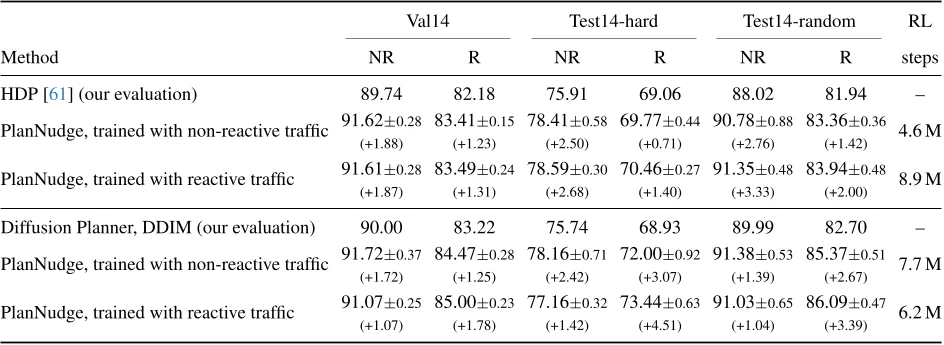 Val14 Test14-hard Test14-random RL
Method NR R NR R NR R steps
HDP [61] (our evaluation) 89.74 82.18 75.91 69.06 88.02 81.94 –
PlanNudge, trained with non-reactive traffic 91.62±0.28 83.41±0.15 78.41±0.58 69.77±0.44 90.78±0.88 83.36±0.36 4.6 M
(+1.88) (+1.23) (+2.50) (+0.71) (+2.76) (+1.42)
PlanNudge, trained with reactive traffic 91.61±0.28 83.49±0.24 78.59±0.30 70.46±0.27 91.35±0.48 83.94±0.48 8.9 M
(+1.87) (+1.31) (+2.68) (+1.40) (+3.33) (+2.00)
Diffusion Planner, DDIM (our evaluation) 90.00 83.22 75.74 68.93 89.99 82.70 –
PlanNudge, trained with non-reactive traffic 91.72±0.37 84.47±0.28 78.16±0.71 72.00±0.92 91.38±0.53 85.37±0.51 7.7 M
(+1.72) (+1.25) (+2.42) (+3.07) (+1.39) (+2.67)
PlanNudge, trained with reactive traffic 91.07±0.25 85.00±0.23 77.16±0.32 73.44±0.63 91.03±0.65 86.09±0.47 6.2 M
(+1.07) (+1.78) (+1.42) (+4.51) (+1.04) (+3.39)